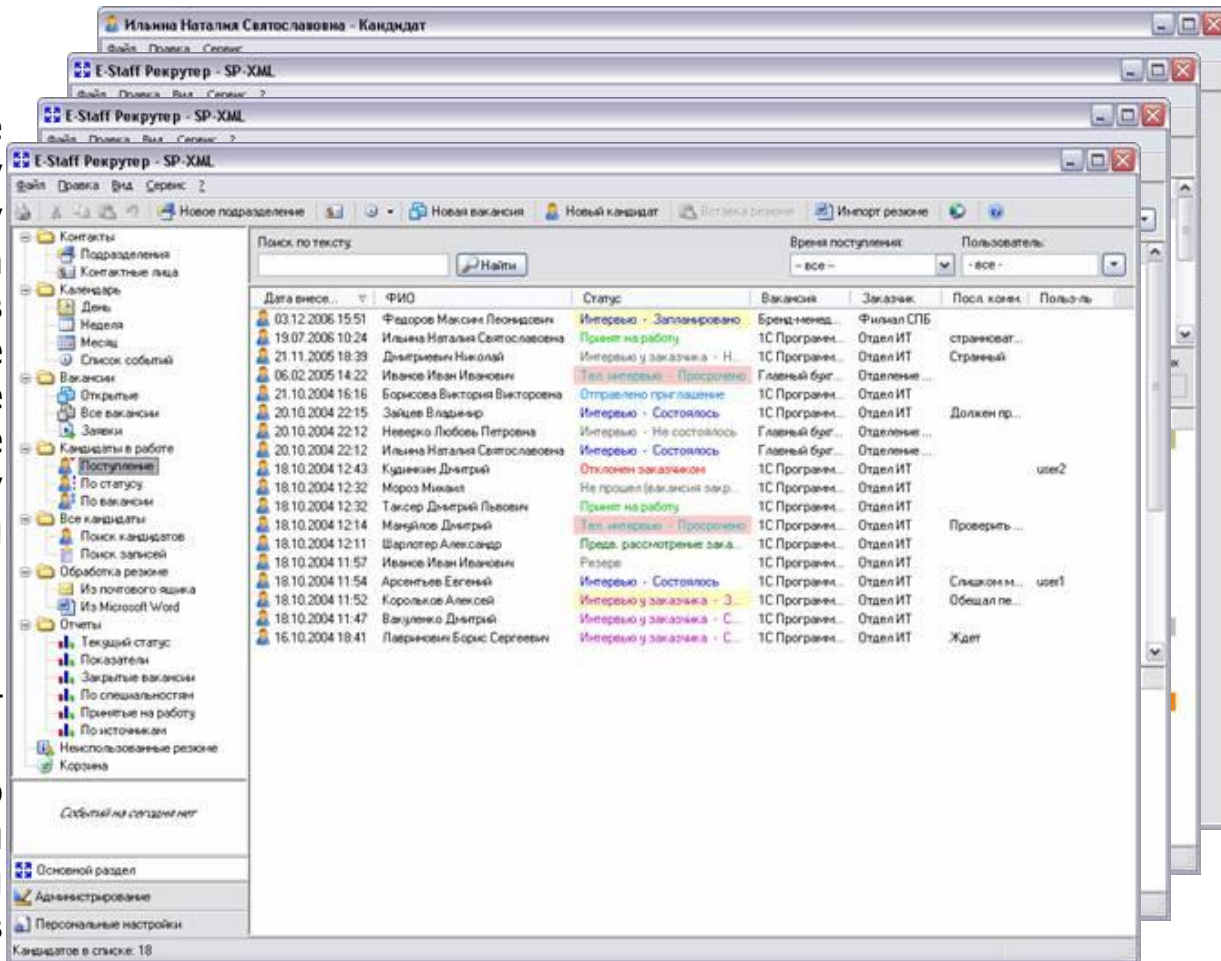 Ильина Наталия Святославовна - Кандидат
Файл Правка Сервис
E-Staff Рекрутер - SP-XML
Файл Правка Вид Сервис ?
E-Staff Рекрутер - SP-XML
Файл Правка Вид Сервис ?
E-Staff Рекрутер - SP-XML
Файл Правка Вид Сервис ?
Новое подразделение Новая вакансия Новый кандидат Вставка резюме Импорт резюме
Поиск по тексту: Время поступления: Пользователь:
Найти - все - - все -
Контакты
Подразделения
Контактные лица
Календарь
День
Неделя
Месяц
Список событий
Вакансии
Открытые
Все вакансии
Заявки
Кандидаты в работе
Поступление
По статусу
По вакансии
Все кандидаты
Поиск кандидатов
Поиск записей
Обработка резюме
Из почтового ящика
Из Microsoft Word
Отчеты
Текущий статус
Показатели
Закрытые вакансии
По специальностям
Принятые на работу
По источникам
Неиспользованные резюме
Корзина
Событий на сегодня нет
Основной раздел
Администрирование
Персональные настройки
Кандидатов в списке: 18
Дата внесе... ФИО Статус Вакансия Заказчик Посл. комм. Польз-ль
03.12.2006 15:51 Федоров Максим Леонидович Интервью - Запланировано Бренд-менед... Филиал СПБ
19.07.2006 10:24 Ильина Наталия Святославовна Принят на работу 1С Программ... Отдел ИТ странноват...
21.11.2005 18:39 Дмитриевич Николай Интервью у заказчика - Н... 1С Программ... Отдел ИТ Странный
06.02.2005 14:22 Иванов Иван Иванович Тел. интервью - Просрочено Главный бухг... Отделение ...
21.10.2004 16:16 Борисова Виктория Викторовна Отправлено приглашение 1С Программ... Отдел ИТ
20.10.2004 22:15 Зайцев Владимир Интервью - Состоялось 1С Программ... Отдел ИТ Должен пр...
20.10.2004 22:12 Неверко Любовь Петровна Интервью - Не состоялось Главный бухг... Отделение ...
20.10.2004 22:12 Ильина Наталия Святославовна Интервью - Состоялось Главный бухг... Отделение ...
18.10.2004 12:43 Кудинкин Дмитрий Отклонен заказчиком 1С Программ... Отдел ИТ user2
18.10.2004 12:32 Мороз Михаил Не прошел (вакансия закр... 1С Программ... Отдел ИТ
18.10.2004 12:32 Таксер Дмитрий Львович Принят на работу 1С Программ... Отдел ИТ
18.10.2004 12:14 Мануйлов Дмитрий Тел. интервью - Просрочено 1С Программ... Отдел ИТ Проверить ...
18.10.2004 12:11 Шарлотер Александр Предв. рассмотрение зака... 1С Программ... Отдел ИТ
18.10.2004 11:57 Иванов Иван Иванович Резерв 1С Программ... Отдел ИТ
18.10.2004 11:54 Арсентьев Евгений Интервью - Состоялось 1С Программ... Отдел ИТ Слишком м... user1
18.10.2004 11:52 Корольков Алексей Интервью у заказчика - З... 1С Программ... Отдел ИТ Обещал пе...
18.10.2004 11:47 Вакуленко Дмитрий Интервью у заказчика - С... 1С Программ... Отдел ИТ
16.10.2004 18:41 Лавринович Борис Сергеевич Интервью у заказчика - С... 1С Программ... Отдел ИТ Ждет